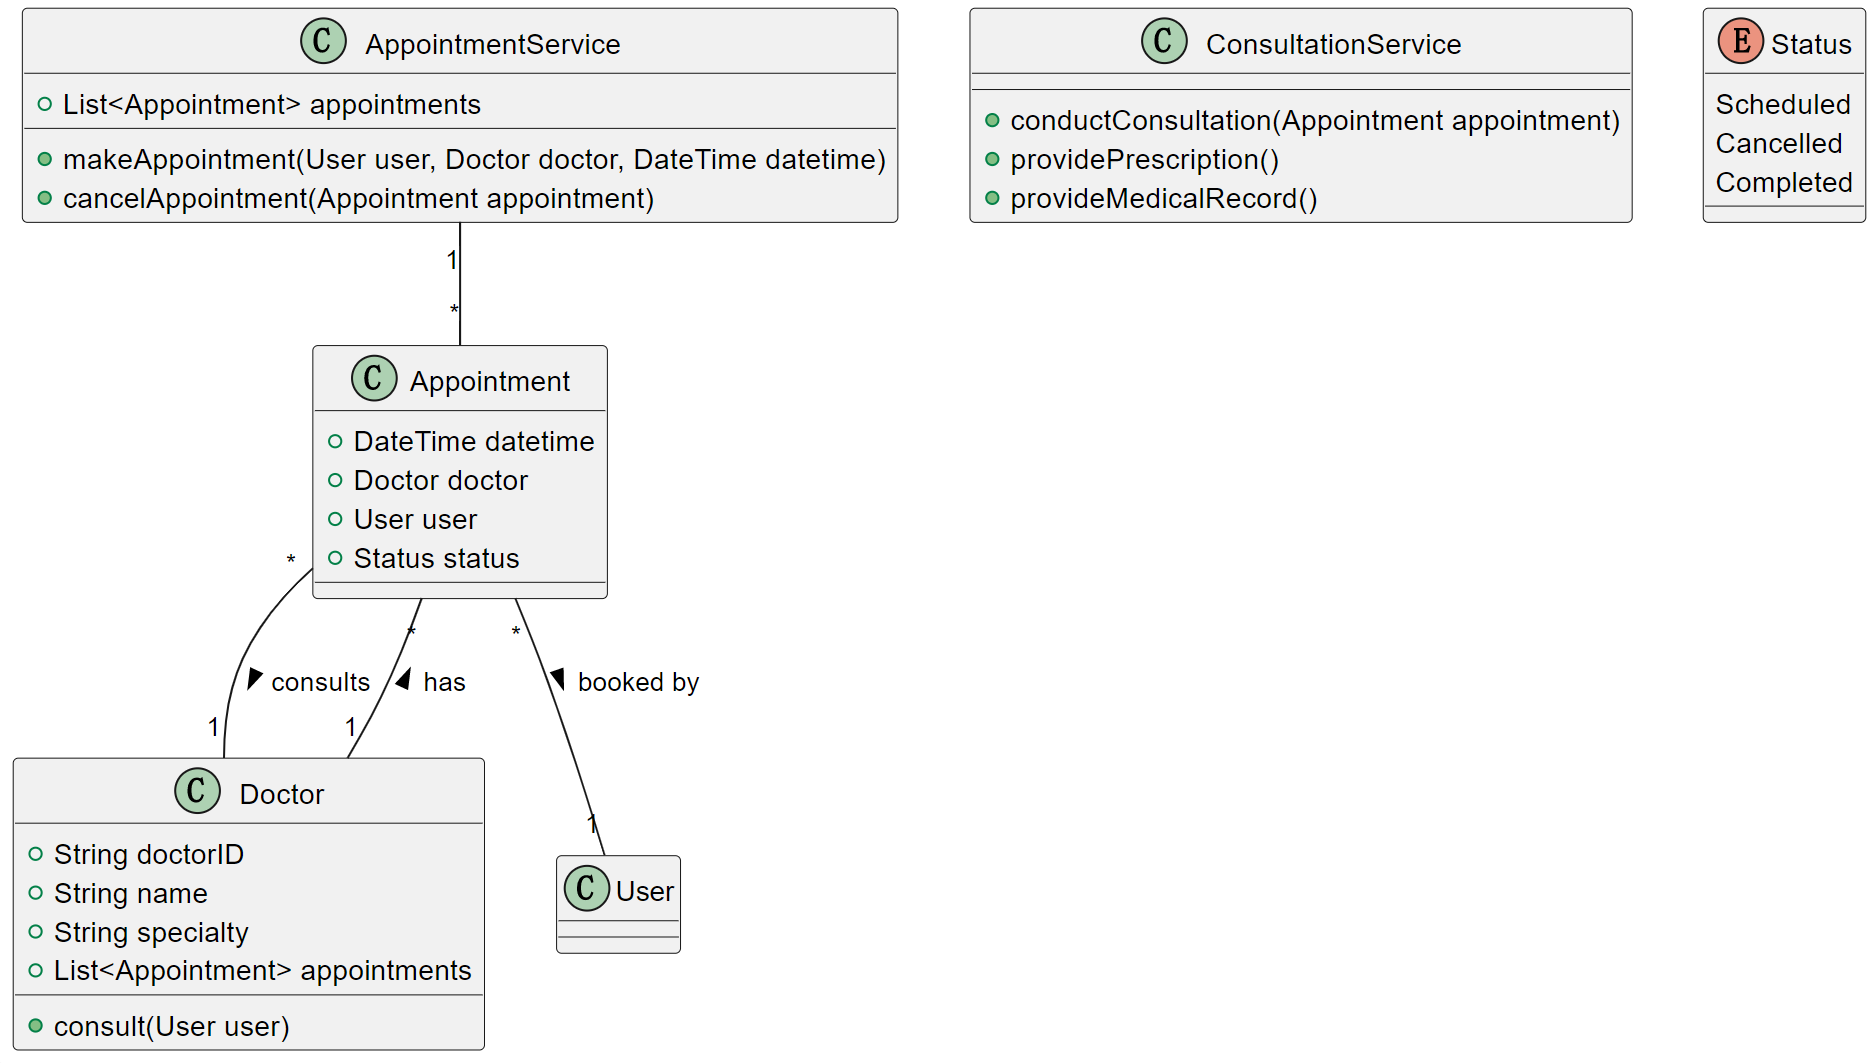 C AppointmentService
List<Appointment> appointments
makeAppointment(User user, Doctor doctor, DateTime datetime)
cancelAppointment(Appointment appointment)
C ConsultationService
conductConsultation(Appointment appointment)
providePrescription()
provideMedicalRecord()
E Status
Scheduled
Cancelled
Completed
1
*
C Appointment
DateTime datetime
Doctor doctor
User user
Status status
*
*
*
consults
has
booked by
1
1
1
C Doctor
String doctorID
String name
String specialty
List<Appointment> appointments
consult(User user)
C User